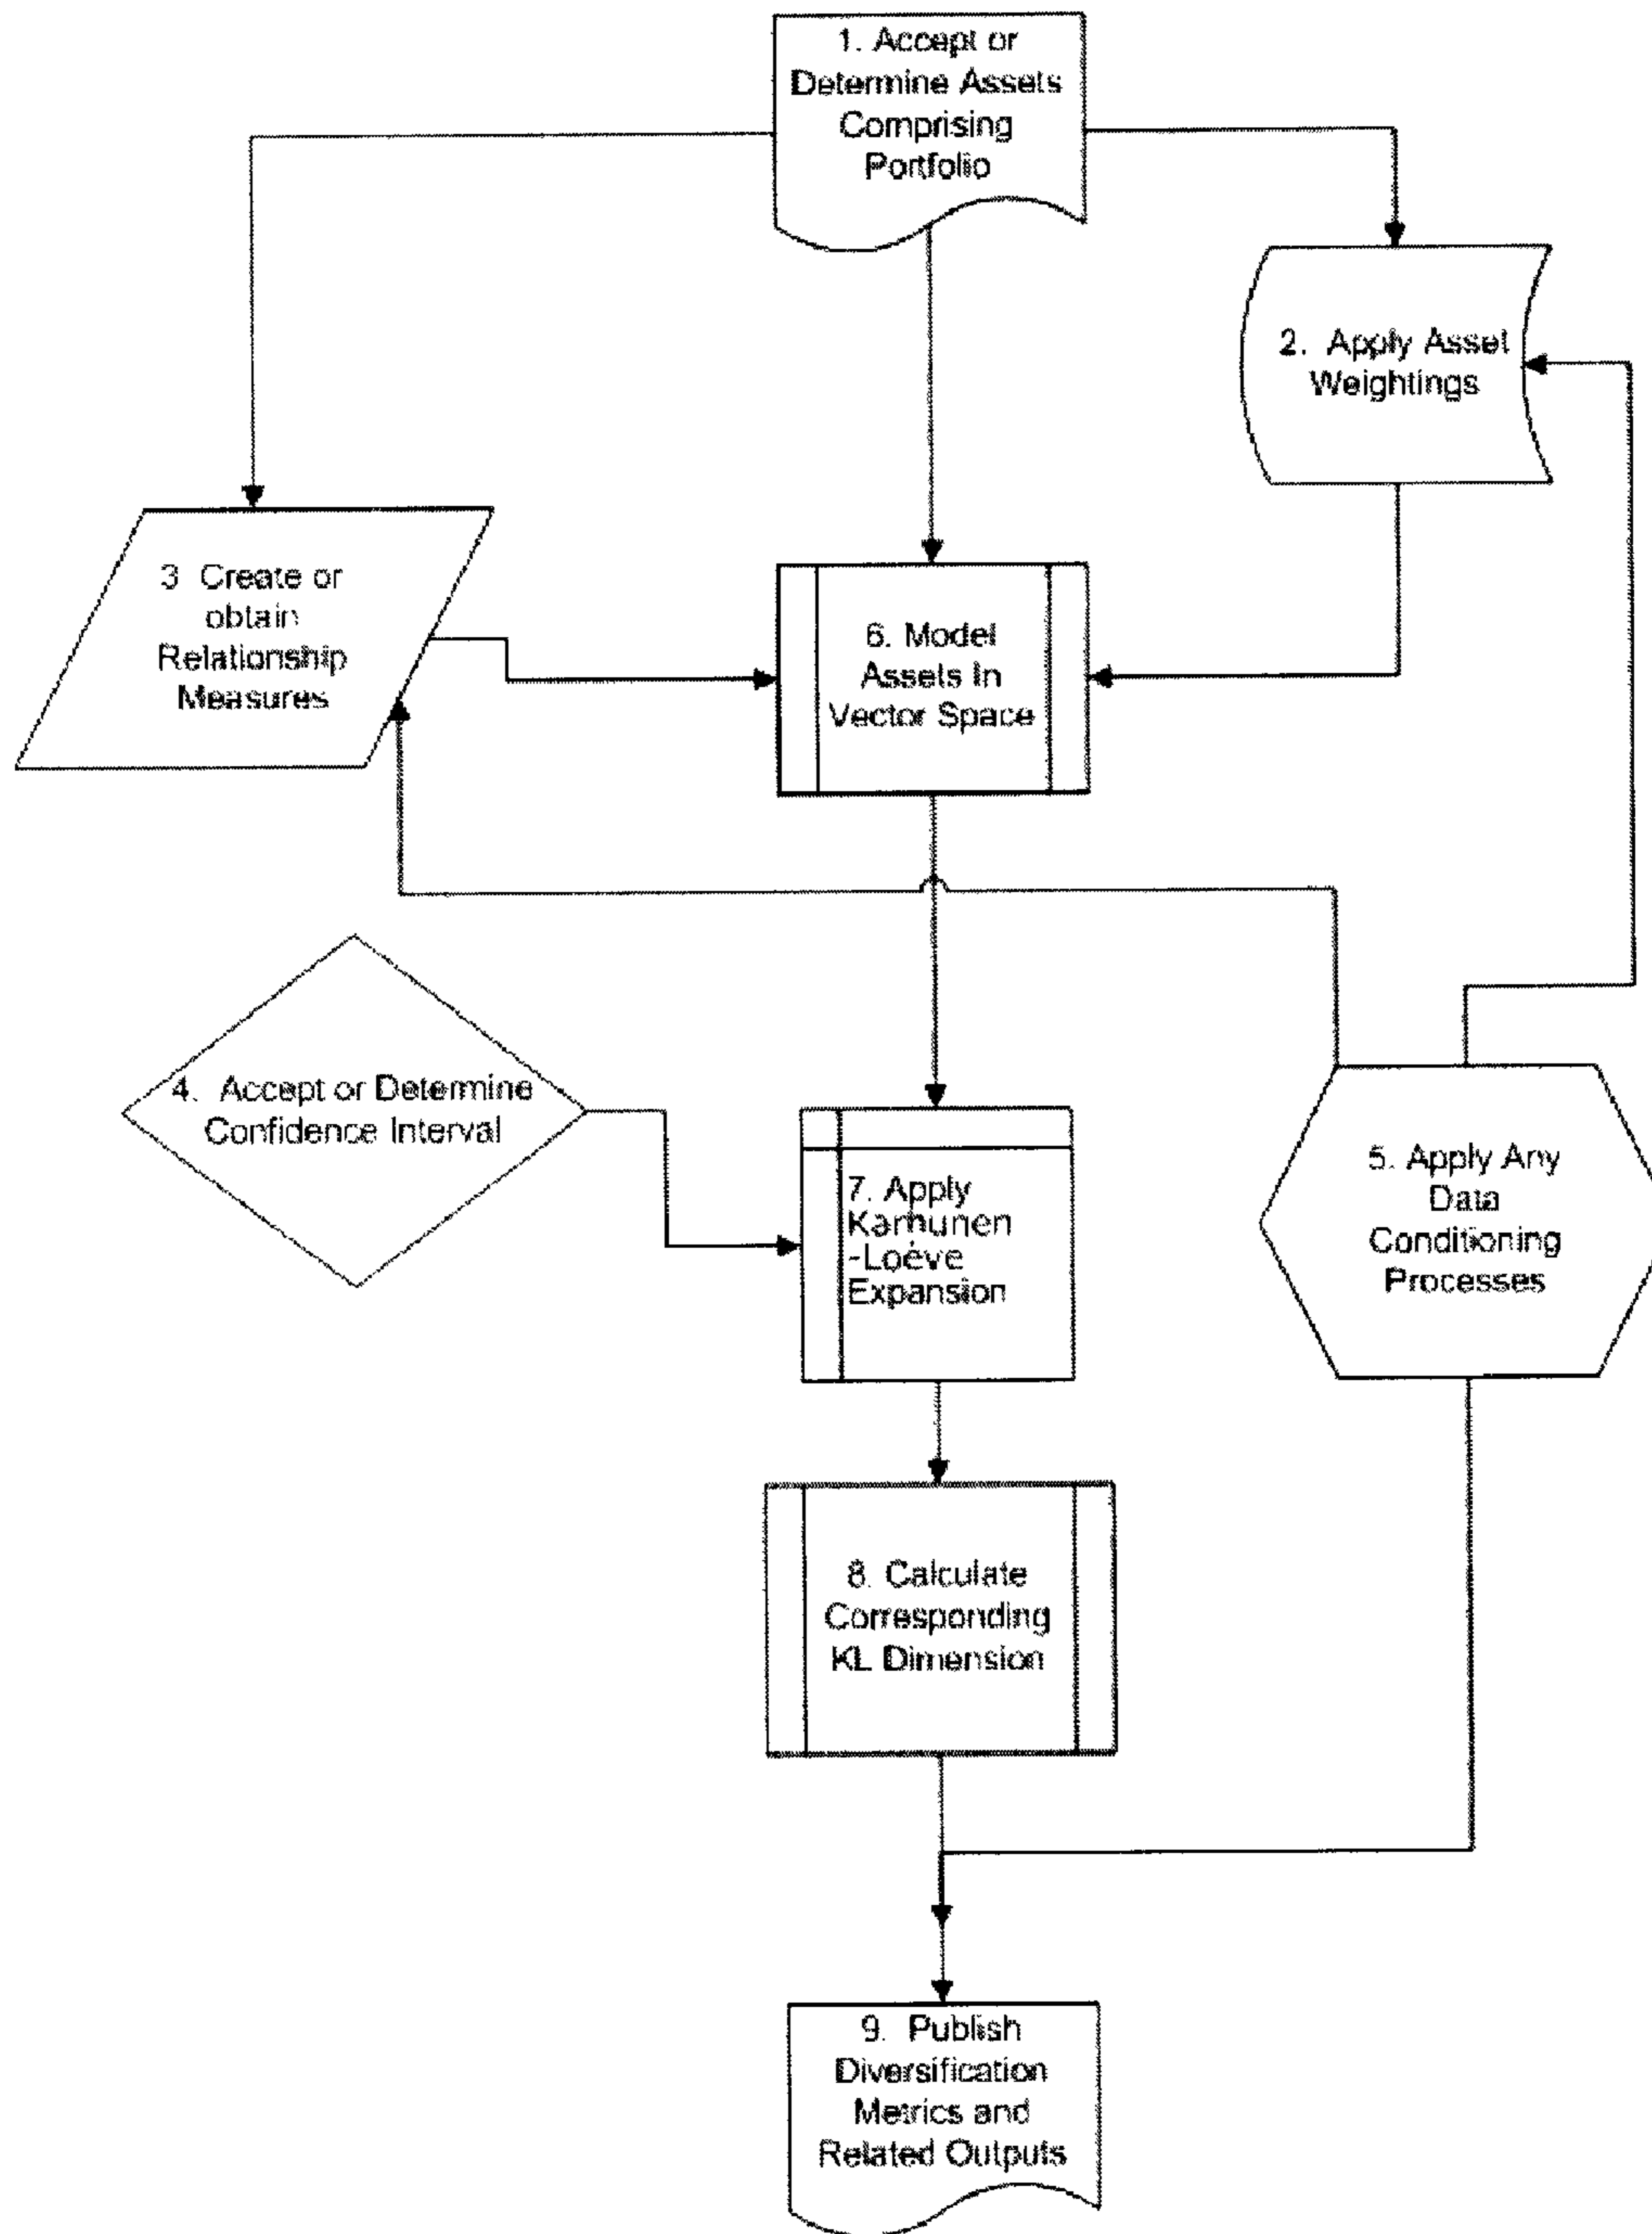 1. Accept or
Determine Assets
Comprising
Portfolio
2. Apply Asset
Weightings
3 Create or
obtain
Relationship
Measures
6. Model
Assets In
Vector Space
4. Accept or Determine
Confidence Interval
5. Apply Any
Data
Conditioning
Processes
7. Apply
Karhunen
-Loéve
Expansion
8. Calculate
Corresponding
KL Dimension
9. Publish
Diversification
Metrics and
Related Outputs